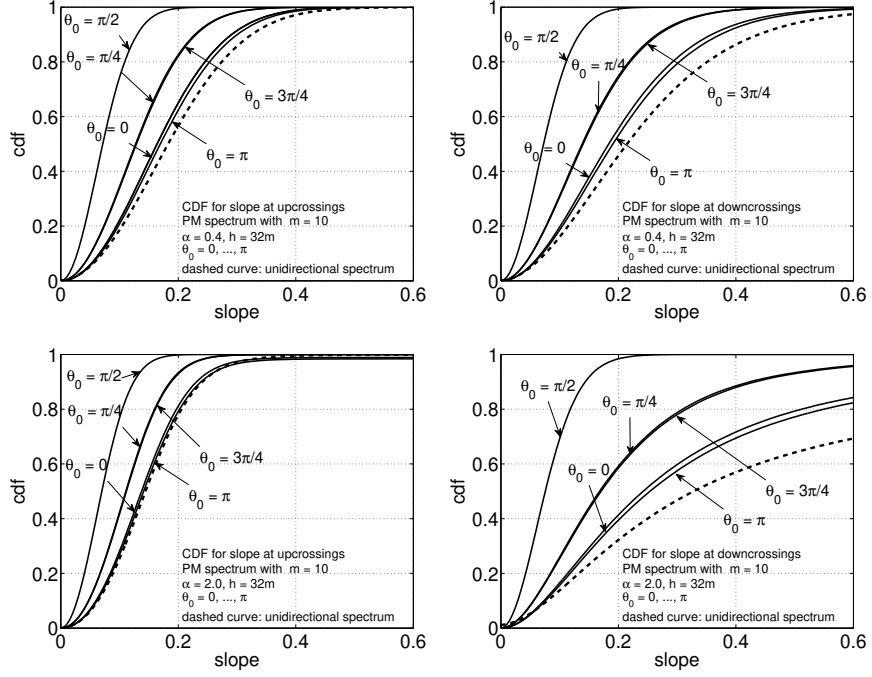 1
0.8
0.6
0.4
0.2
0
cdf
θ0 = π/2
θ0 = π/4
θ0 = 3π/4
θ0 = 0
θ0 = π
CDF for slope at upcrossings
PM spectrum with m = 10
α = 0.4, h = 32m
θ0 = 0, ..., π
dashed curve: unidirectional spectrum
0 0.2 0.4 0.6
slope
1
0.8
0.6
0.4
0.2
0
cdf
θ0 = π/2
θ0 = π/4
θ0 = 3π/4
θ0 = 0
θ0 = π
CDF for slope at downcrossings
PM spectrum with m = 10
α = 0.4, h = 32m
θ0 = 0, ..., π
dashed curve: unidirectional spectrum
0 0.2 0.4 0.6
slope
1
0.8
0.6
0.4
0.2
0
cdf
θ0 = π/2
θ0 = π/4
θ0 = 0
θ0 = 3π/4
θ0 = π
CDF for slope at upcrossings
PM spectrum with m = 10
α = 2.0, h = 32m
θ0 = 0, ..., π
dashed curve: unidirectional spectrum
0 0.2 0.4 0.6
slope
1
0.8
0.6
0.4
0.2
0
cdf
θ0 = π/2
θ0 = π/4
θ0 = 0
θ0 = 3π/4
θ0 = π
CDF for slope at downcrossings
PM spectrum with m = 10
α = 2.0, h = 32m
θ0 = 0, ..., π
dashed curve: unidirectional spectrum
0 0.2 0.4 0.6
slope